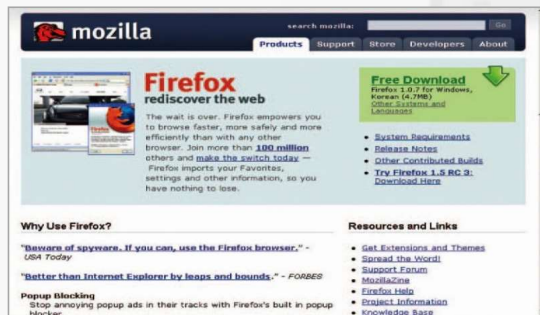 mozilla
search mozilla:
Go
Products Support Store Developers About
Firefox
rediscover the web
The wait is over. Firefox empowers you
to browse faster, more safely and more
efficiently than with any other
browser. Join more than 100 million
others and make the switch today —
Firefox imports your Favorites,
settings and other information, so you
have nothing to lose.
Free Download
Firefox 1.0.7 for Windows,
Korean (4.7MB)
Other Systems and
Languages
• System Requirements
• Release Notes
• Other Contributed Builds
• Try Firefox 1.5 RC 3:
Download Here
Why Use Firefox?
"Beware of spyware. If you can, use the Firefox browser." -
USA Today
"Better than Internet Explorer by leaps and bounds." - FORBES
Popup Blocking
Stop annoying popup ads in their tracks with Firefox's built in popup
blocker.
Resources and Links
• Get Extensions and Themes
• Spread the Word!
• Support Forum
• MozillaZine
• Firefox Help
• Project Information
• Knowledge Base